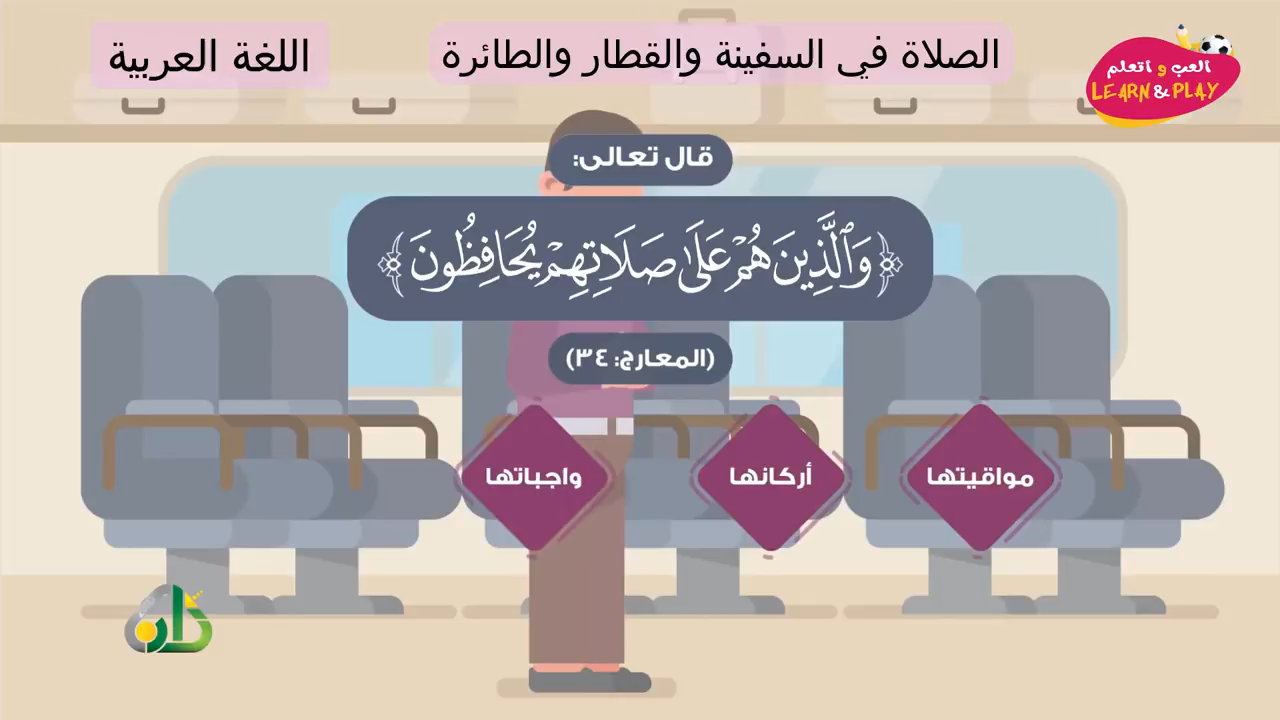 الصلاة في السفينة والقطار والطائرة
اللغة العربية
العب و اتعلم
LEARN & PLAY
قال تعالى:
﴿وَٱلَّذِينَ هُمۡ عَلَىٰ صَلَاتِهِمۡ يُحَافِظُونَ﴾
(المعارج: ٣٤)
مواقيتها
أركانها
واجباتها